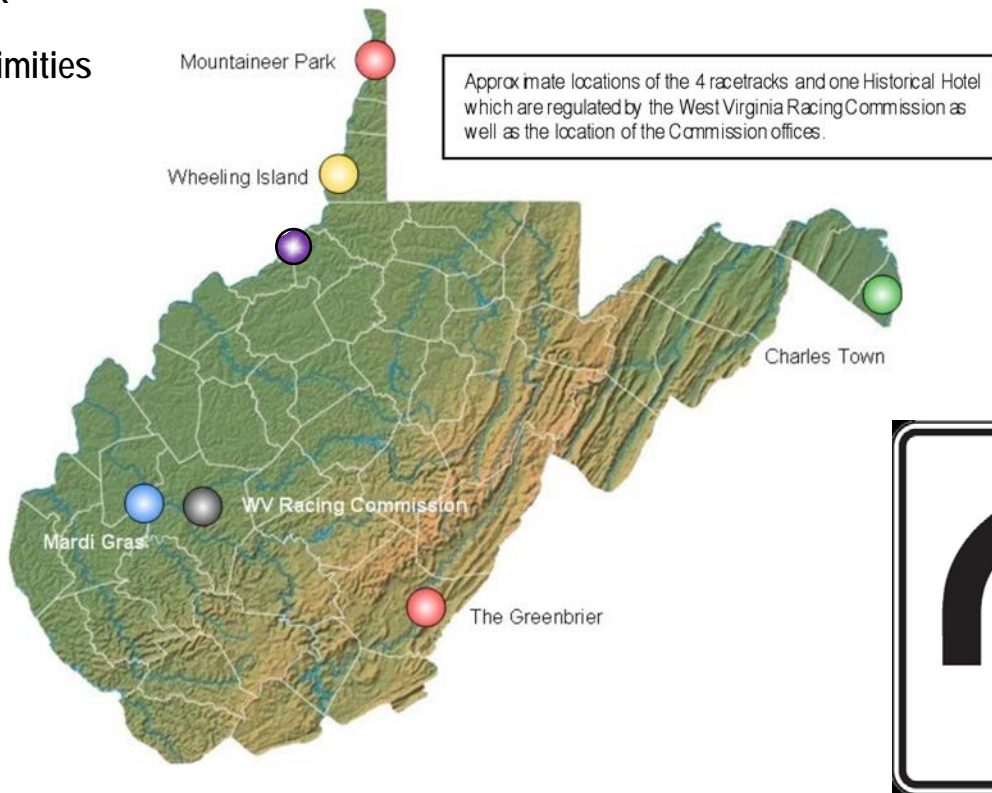 imities
Mountaineer Park
Approximate locations of the 4 racetracks and one Historical Hotel
which are regulated by the West Virginia Racing Commission as
well as the location of the Commission offices.
Wheeling Island
Charles Town
WV Racing Commission
Mardi Gras
The Greenbrier